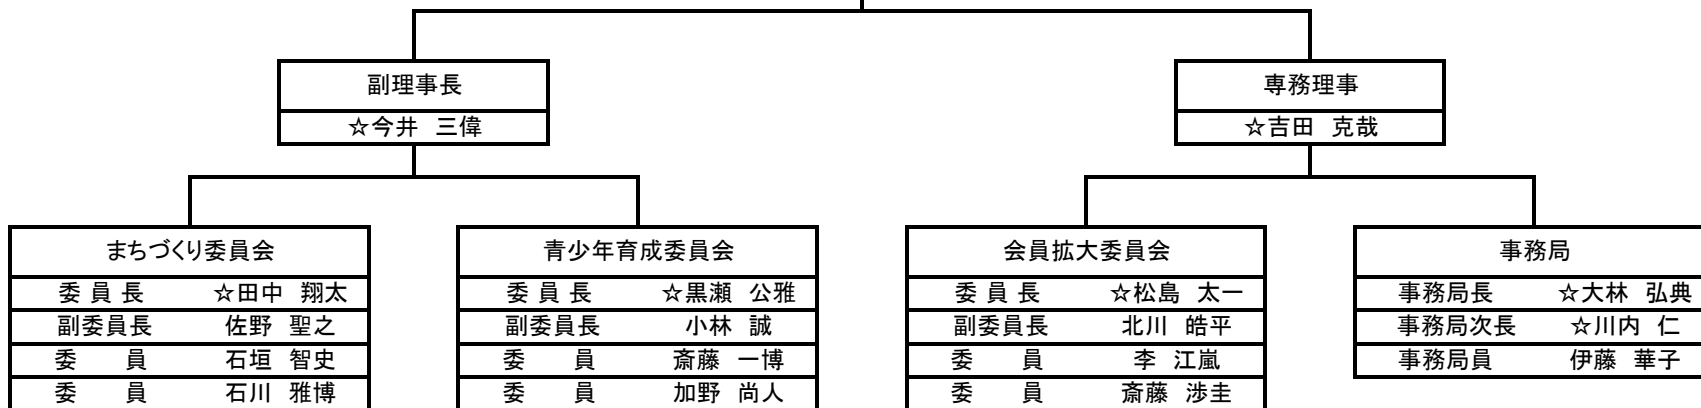 副理事長
☆今井 三偉
専務理事
☆吉田 克哉
まちづくり委員会
委 員 長 ☆田中 翔太
副委員長 佐野 聖之
委 員 石垣 智史
委 員 石川 雅博
青少年育成委員会
委 員 長 ☆黒瀬 公雅
副委員長 小林 誠
委 員 斎藤 一博
委 員 加野 尚人
会員拡大委員会
委 員 長 ☆松島 太一
副委員長 北川 皓平
委 員 李 江嵐
委 員 斎藤 渉圭
事務局
事務局長 ☆大林 弘典
事務局次長 ☆川内 仁
事務局員 伊藤 華子